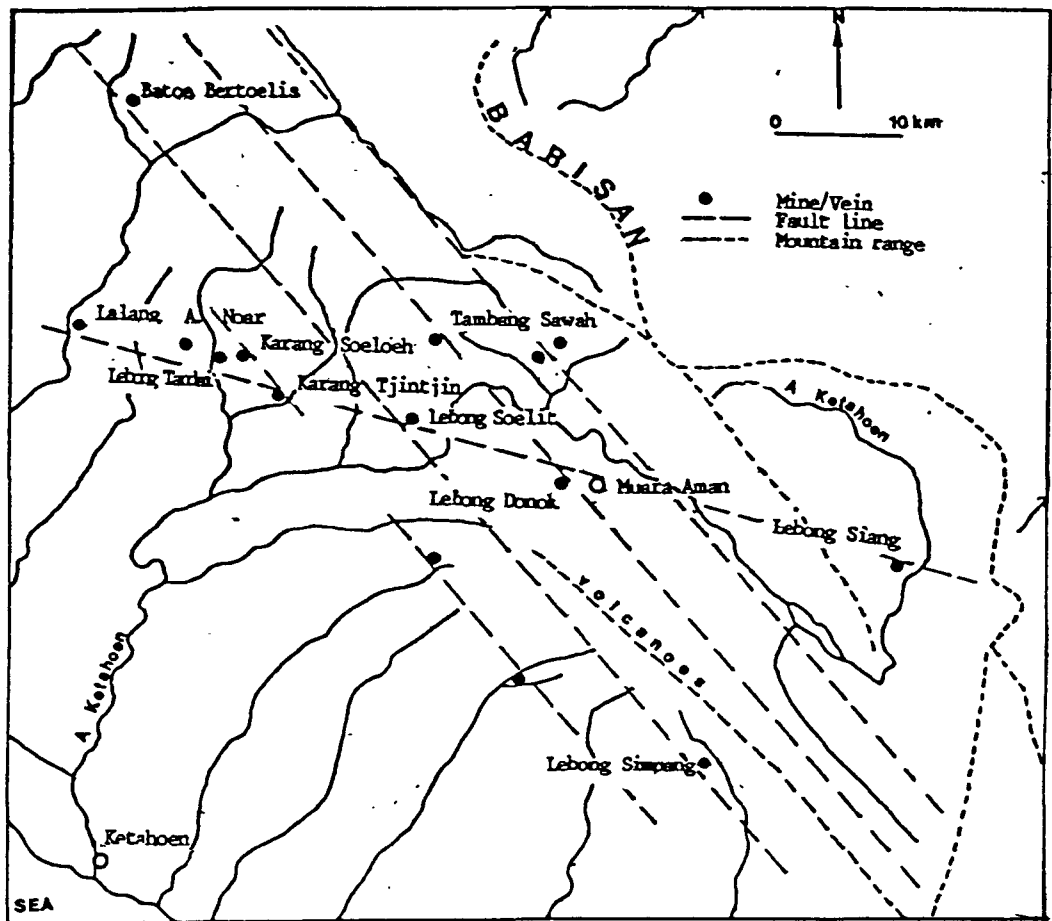 N
Batoe Bertoelis
0 10 km
BABISAN
Mine/Vein
Fault line
Mountain range
Lalang A. Noar
Tambang Sawah
Karang Soeloeh
Lebong Tandai
Karang Tjintjin
A Ketahoen
Lebong Soelit
Muara Aman
Lebong Donok
Lebong Siang
volcanoes
A Ketahoen
Lebong Simpang
Ketahoen
SEA